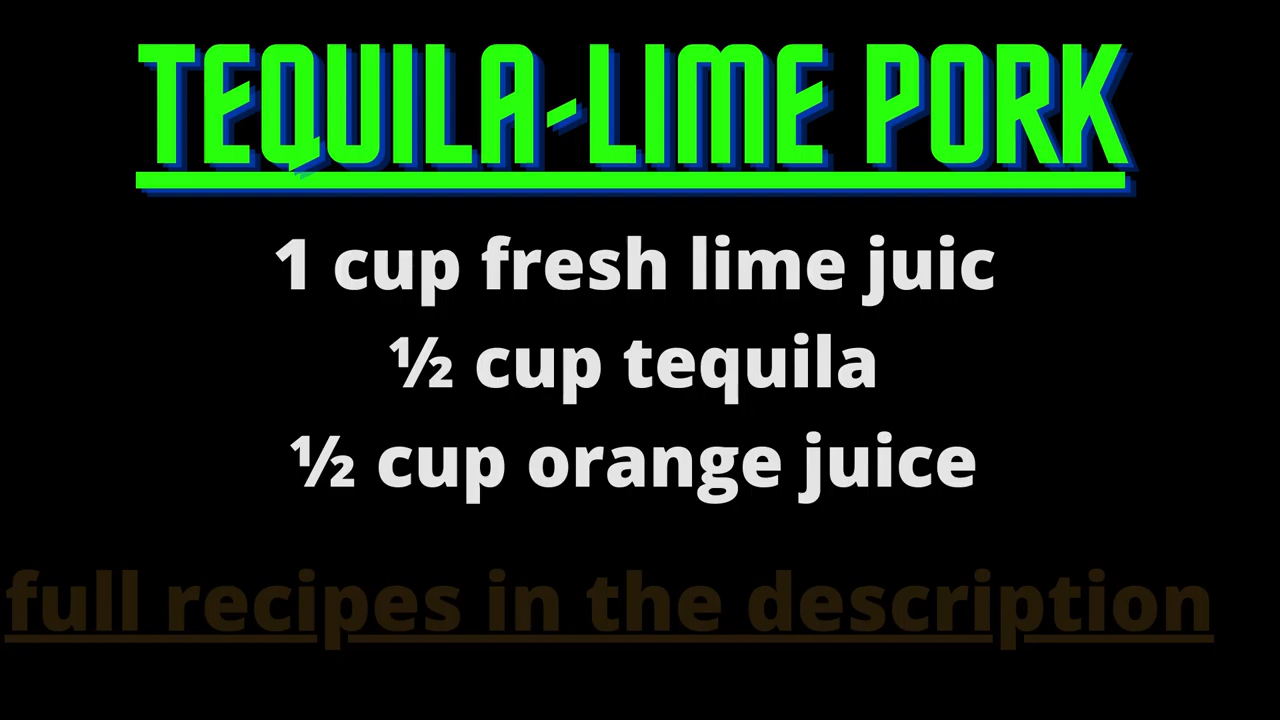 TEQUILA-LIME PORK
1 cup fresh lime juic
½ cup tequila
½ cup orange juice
full recipes in the description